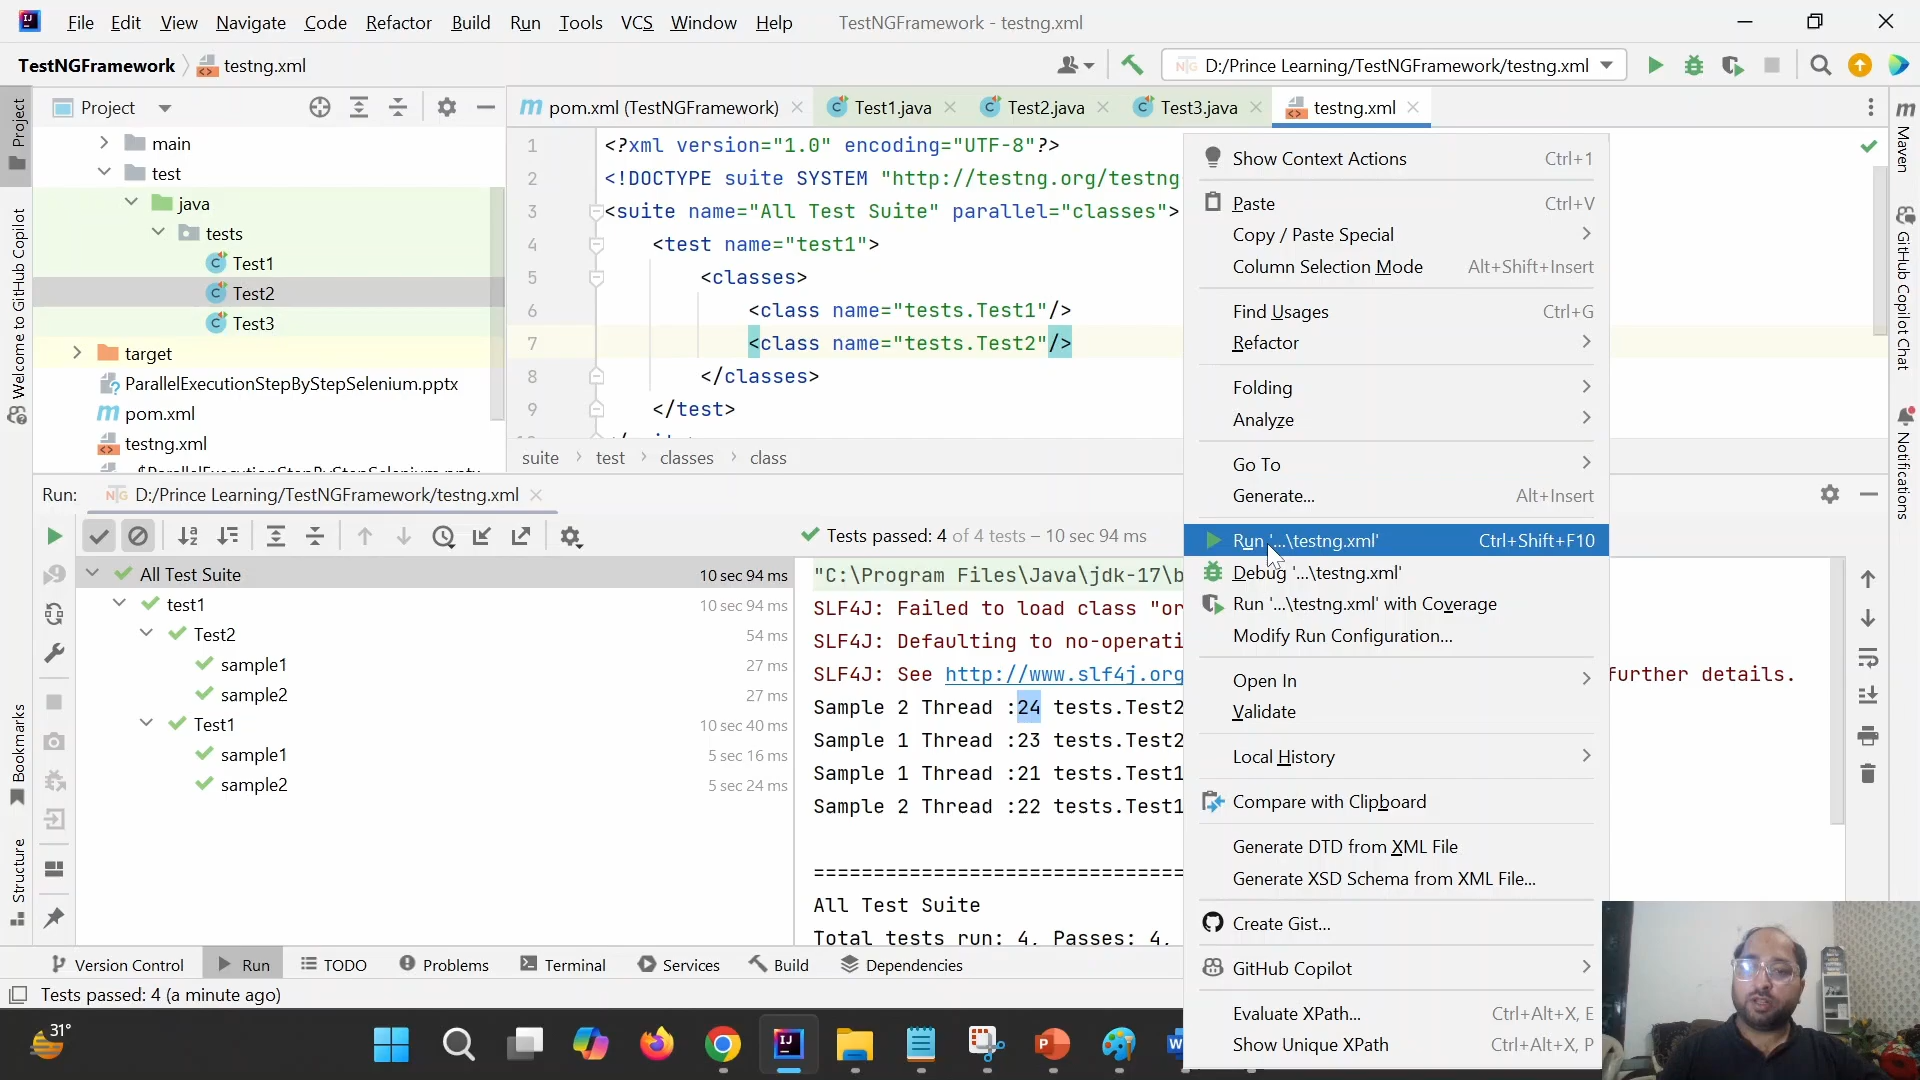 File Edit View Navigate Code Refactor Build Run Tools VCS Window Help TestNGFramework - testng.xml
TestNGFramework testng.xml D:/Prince Learning/TestNGFramework/testng.xml
Project
pom.xml (TestNGFramework) Test1.java Test2.java Test3.java testng.xml
main
test
java
tests
Test1
Test2
Test3
target
ParallelExecutionStepByStepSelenium.pptx
pom.xml
testng.xml
1 <?xml version="1.0" encoding="UTF-8"?>
2 <!DOCTYPE suite SYSTEM "http://testng.org/testng
3 <suite name="All Test Suite" parallel="classes">
4 <test name="test1">
5 <classes>
6 <class name="tests.Test1"/>
7 <class name="tests.Test2"/>
8 </classes>
9 </test>
suite test classes class
Run: D:/Prince Learning/TestNGFramework/testng.xml
Tests passed: 4 of 4 tests – 10 sec 94 ms
All Test Suite 10 sec 94 ms
test1 10 sec 94 ms
Test2 54 ms
sample1 27 ms
sample2 27 ms
Test1 10 sec 40 ms
sample1 5 sec 16 ms
sample2 5 sec 24 ms
"C:\Program Files\Java\jdk-17\b
SLF4J: Failed to load class "or
SLF4J: Defaulting to no-operati
SLF4J: See http://www.slf4j.org further details.
Sample 2 Thread :24 tests.Test2
Sample 1 Thread :23 tests.Test2
Sample 1 Thread :21 tests.Test1
Sample 2 Thread :22 tests.Test1
===============================
All Test Suite
Total tests run: 4, Passes: 4,
Show Context Actions Ctrl+1
Paste Ctrl+V
Copy / Paste Special
Column Selection Mode Alt+Shift+Insert
Find Usages Ctrl+G
Refactor
Folding
Analyze
Go To
Generate... Alt+Insert
Run '...\testng.xml' Ctrl+Shift+F10
Debug '...\testng.xml'
Run '...\testng.xml' with Coverage
Modify Run Configuration...
Open In
Validate
Local History
Compare with Clipboard
Generate DTD from XML File
Generate XSD Schema from XML File...
Create Gist...
GitHub Copilot
Evaluate XPath... Ctrl+Alt+X, E
Show Unique XPath Ctrl+Alt+X, P
Version Control Run TODO Problems Terminal Services Build Dependencies
Tests passed: 4 (a minute ago)
Project
Welcome to GitHub Copilot
Bookmarks
Structure
Maven
GitHub Copilot Chat
Notifications
31°